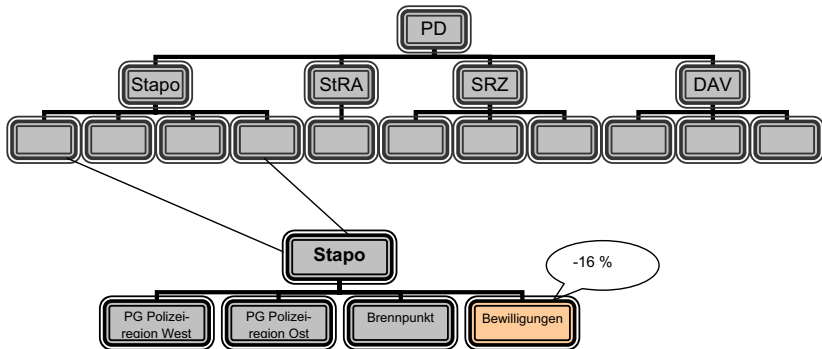 PD
Stapo
StRA
SRZ
DAV
Stapo
-16 %
PG Polizei-
region West
PG Polizei-
region Ost
Brennpunkt
Bewilligungen